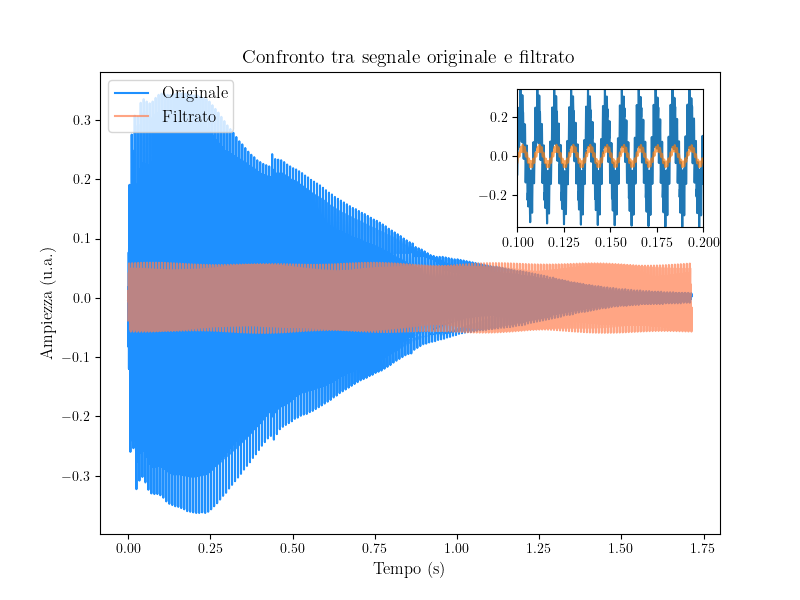 Confronto tra segnale originale e filtrato
Originale
Filtrato
0.2
0.0
−0.2
0.100 0.125 0.150 0.175 0.200
0.3
0.2
0.1
0.0
−0.1
−0.2
−0.3
Ampiezza (u.a.)
0.00 0.25 0.50 0.75 1.00 1.25 1.50 1.75
Tempo (s)